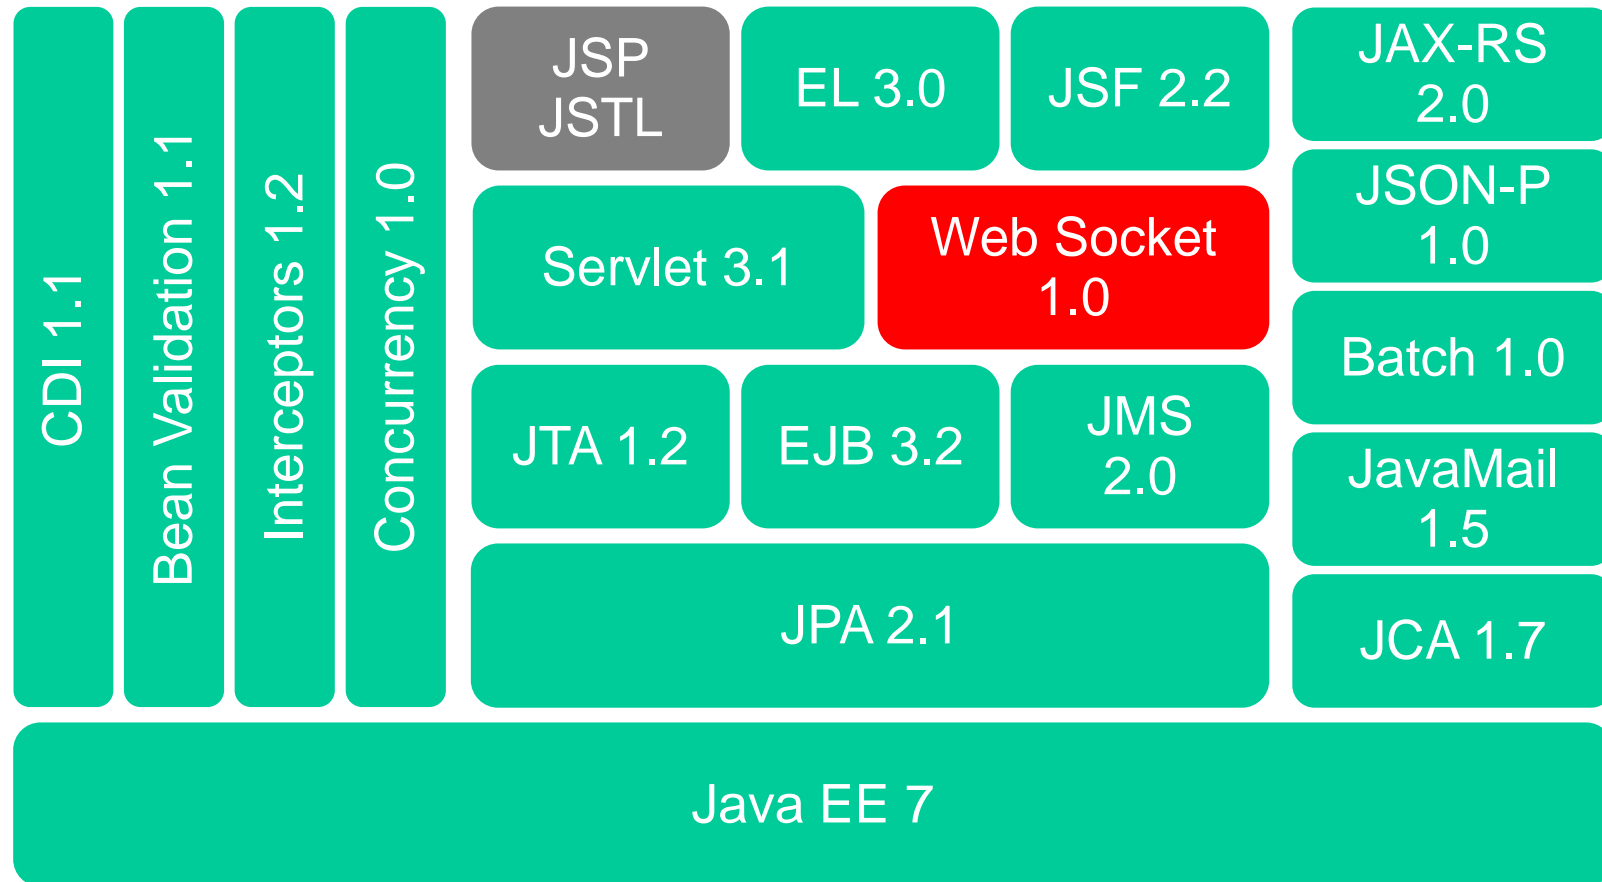 CDI 1.1
Bean Validation 1.1
Interceptors 1.2
Concurrency 1.0
JSP
JSTL
EL 3.0
JSF 2.2
Servlet 3.1
Web Socket
1.0
JTA 1.2
EJB 3.2
JMS
2.0
JPA 2.1
JAX-RS
2.0
JSON-P
1.0
Batch 1.0
JavaMail
1.5
JCA 1.7
Java EE 7